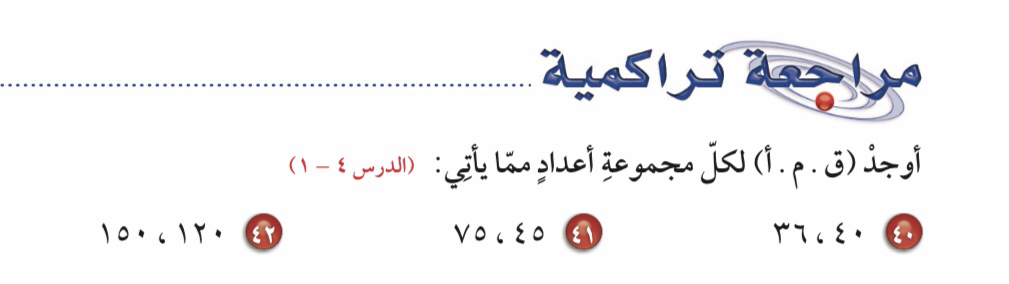 مراجعة تراكمية
أوجدْ (ق . م . أ) لكلّ مجموعةِ أعدادٍ ممّا يأتِي: (الدرس ٤ – ١)
٤٠ ٤٠ ، ٣٦ ٤١ ٤٥ ، ٧٥ ٤٢ ١٢٠ ، ١٥٠